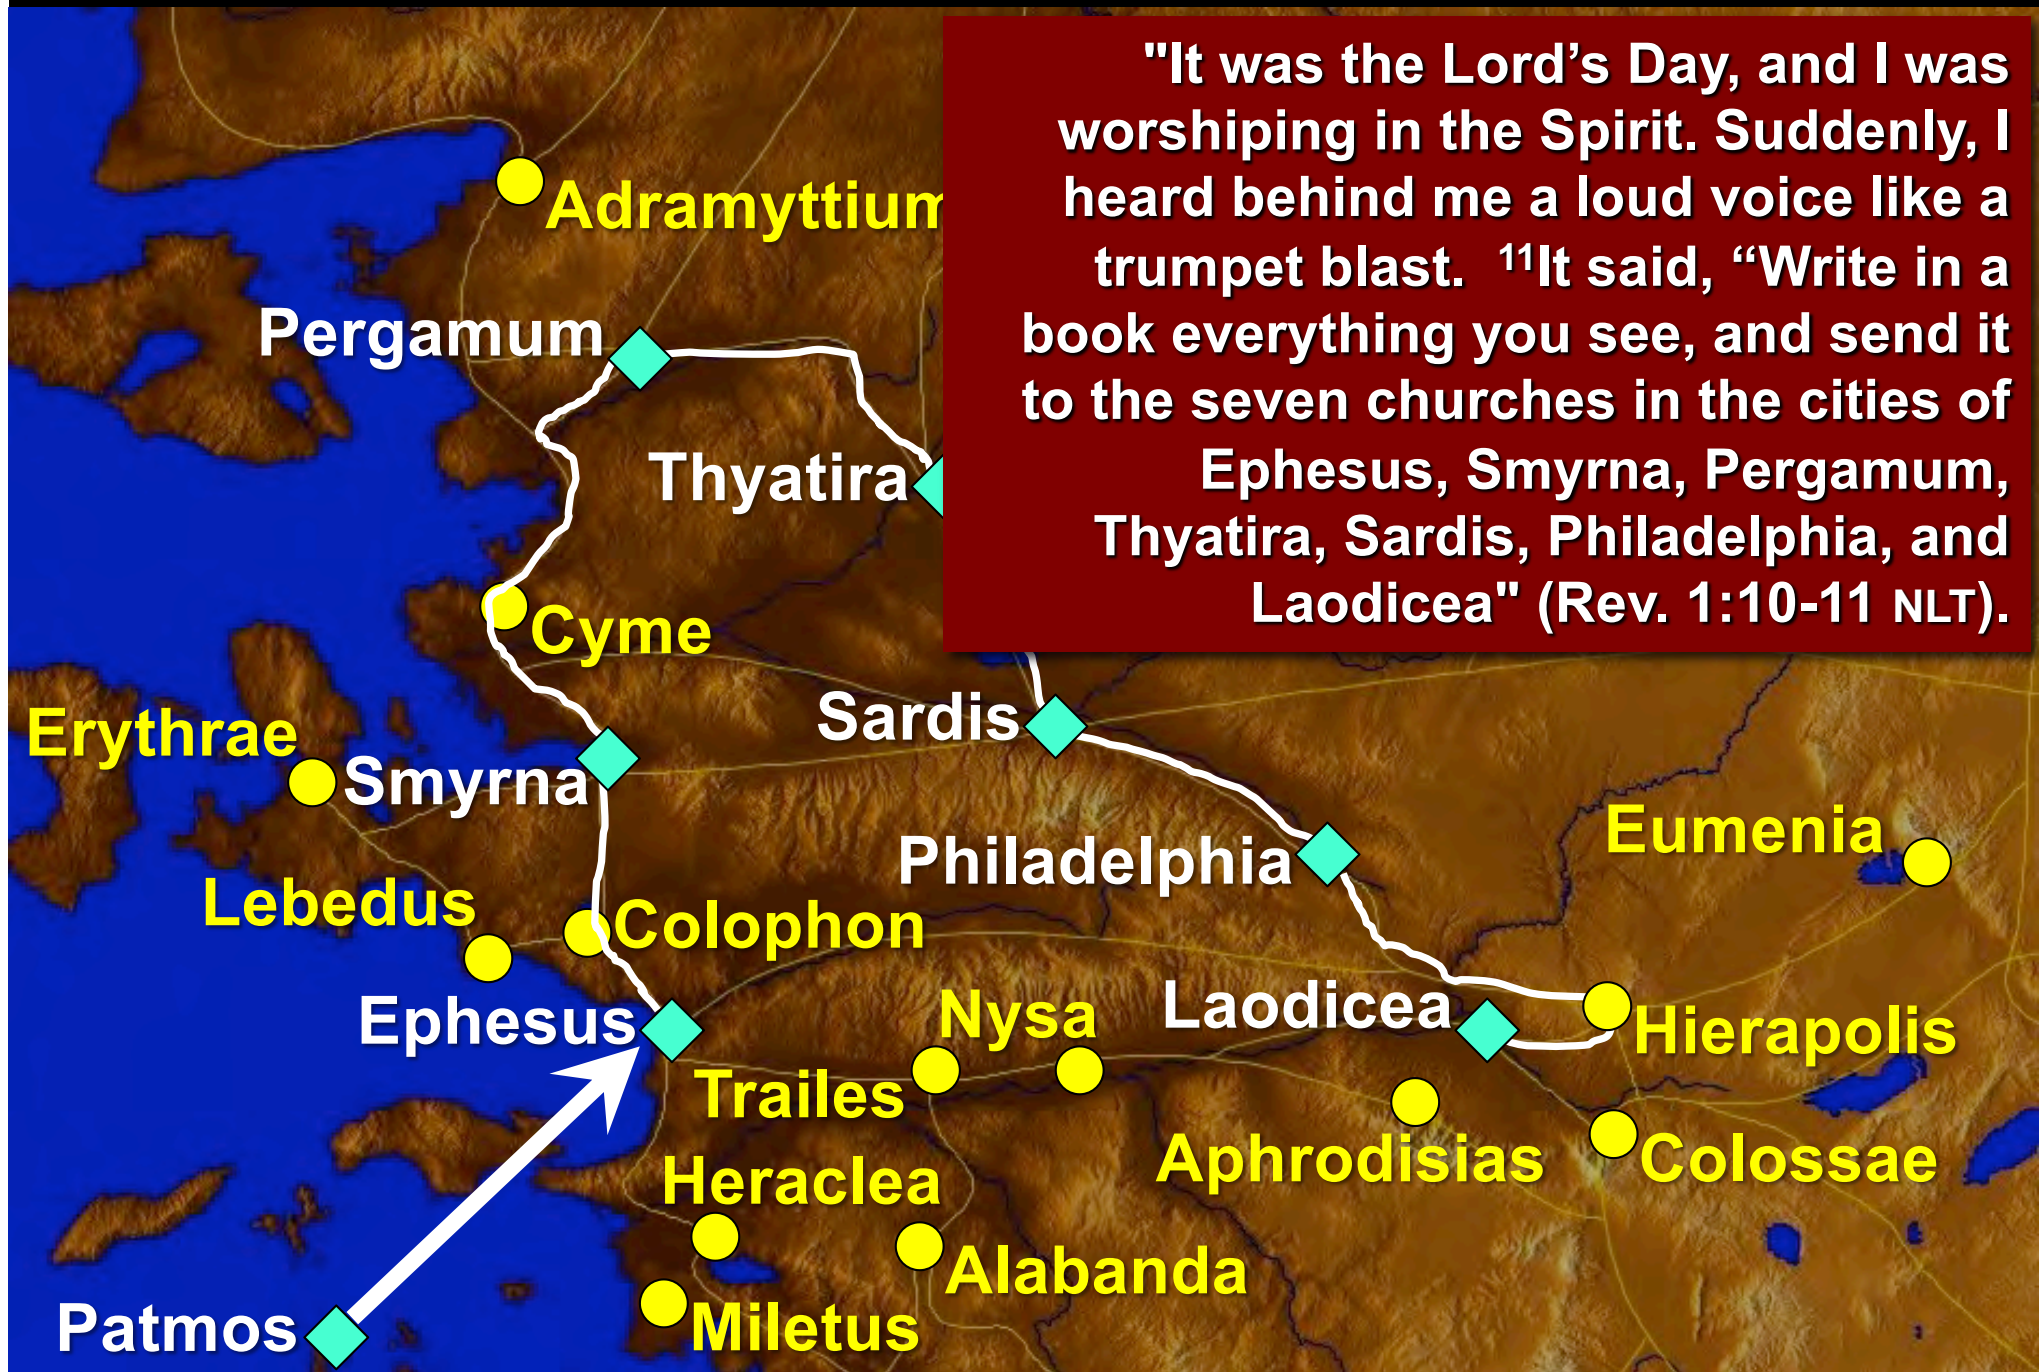 "It was the Lord’s Day, and I was
worshiping in the Spirit. Suddenly, I
heard behind me a loud voice like a
trumpet blast. ¹¹It said, “Write in a
book everything you see, and send it
to the seven churches in the cities of
Ephesus, Smyrna, Pergamum,
Thyatira, Sardis, Philadelphia, and
Laodicea" (Rev. 1:10-11 NLT).
Adramyttium
Pergamum
Thyatira
Cyme
Sardis
Erythrae
Smyrna
Eumenia
Philadelphia
Lebedus
Colophon
Ephesus
Nysa
Laodicea
Hierapolis
Trailes
Aphrodisias
Colossae
Heraclea
Alabanda
Patmos
Miletus